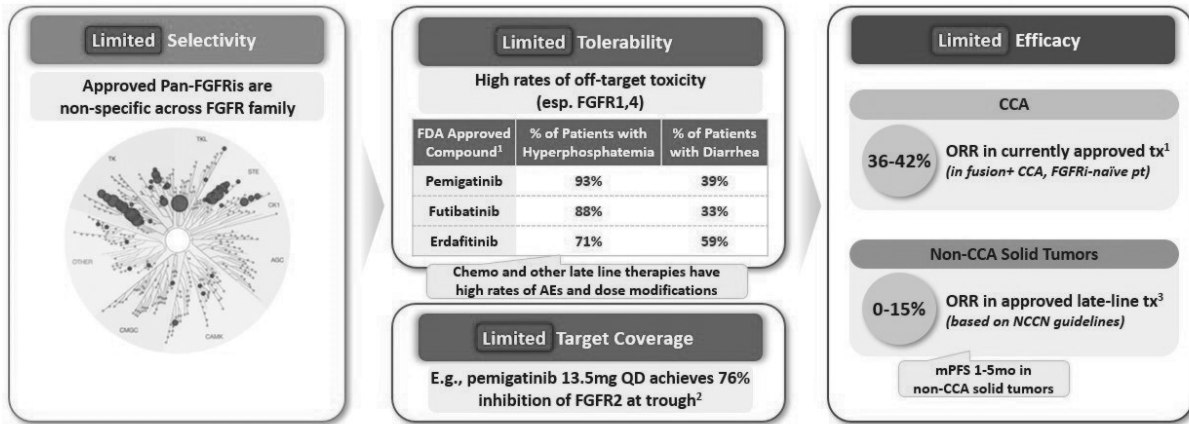 Limited Selectivity
Approved Pan-FGFRis are
non-specific across FGFR family
TK
TKL
STE
CK1
AGC
CAMK
CMGC
OTHER
Limited Tolerability
High rates of off-target toxicity
(esp. FGFR1,4)
FDA Approved Compound1 % of Patients with Hyperphosphatemia % of Patients with Diarrhea
Pemigatinib 93% 39%
Futibatinib 88% 33%
Erdafitinib 71% 59%
Chemo and other late line therapies have
high rates of AEs and dose modifications
Limited Target Coverage
E.g., pemigatinib 13.5mg QD achieves 76%
inhibition of FGFR2 at trough2
Limited Efficacy
CCA
36-42% ORR in currently approved tx1
(in fusion+ CCA, FGFRi-naïve pt)
Non-CCA Solid Tumors
0-15% ORR in approved late-line tx3
(based on NCCN guidelines)
mPFS 1-5mo in
non-CCA solid tumors